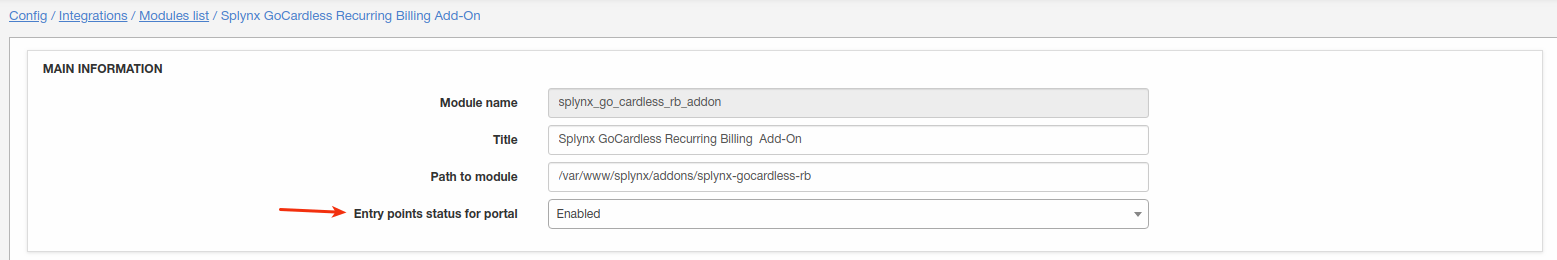 Config / Integrations / Modules list / Splynx GoCardless Recurring Billing Add-On
MAIN INFORMATION
Module name splynx_go_cardless_rb_addon
Title Splynx GoCardless Recurring Billing  Add-On
Path to module /var/www/splynx/addons/splynx-gocardless-rb
Entry points status for portal Enabled